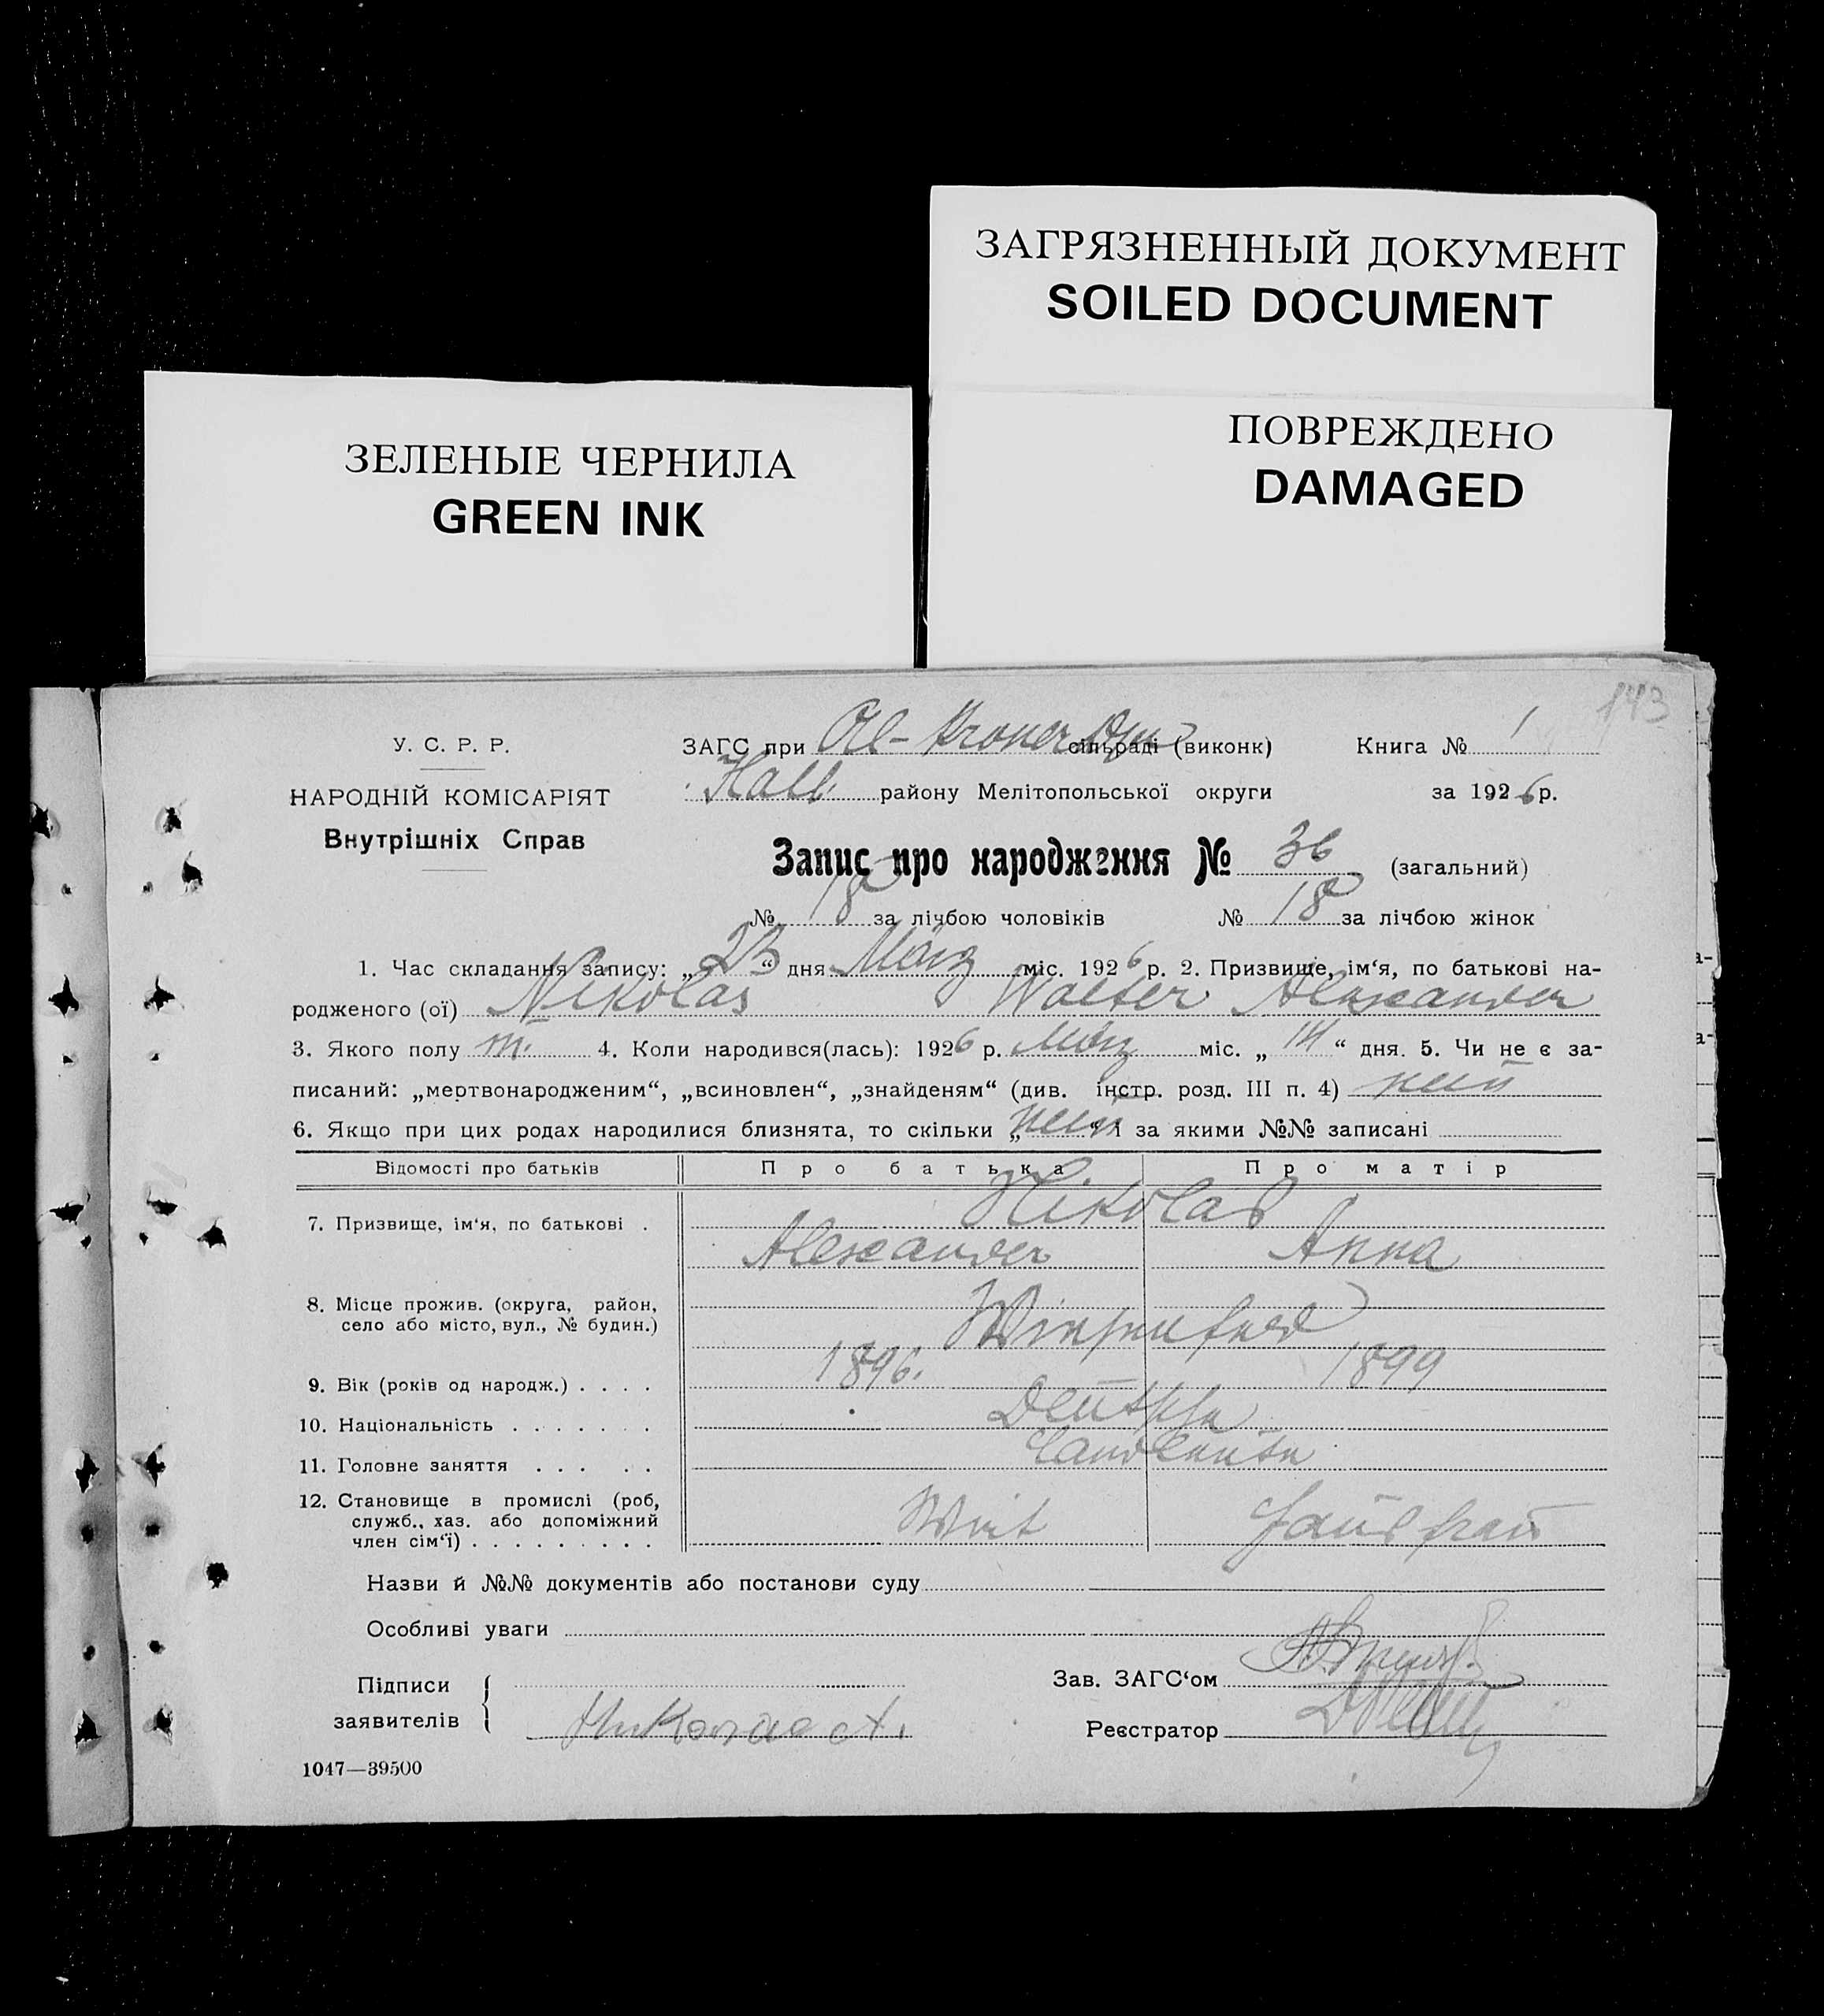 ЗАГРЯЗНЕННЫЙ ДОКУМЕНТ
SOILED DOCUMENT
ЗЕЛЕНЫЕ ЧЕРНИЛА
GREEN INK
ПОВРЕЖДЕНО
DAMAGED
143
У. С. Р. Р.
НАРОДНІЙ КОМІСАРІЯТ
Внутрішніх Справ
ЗАГС при сільраді (виконк) Книга № 1
Halb. району Мелітопольської округи за 1926 р.
Запис про народження № 36 (загальний)
№ 18 за лічбою чоловіків № 18 за лічбою жінок
1. Час складання запису: „23“ дня März міс. 1926 р. 2. Призвище, ім‘я, по батькові на-
родженого (ої) Nikolas Walter Alexander
3. Якого полу m. 4. Коли народився(лась): 1926 р. März міс. „14“ дня. 5. Чи не є за-
писаний: „мертвонародженим“, „всиновлен“, „знайденям“ (див. інстр. розд. III п. 4) nein
6. Якщо при цих родах народилися близнята, то скільки „nein“ і за якими №№ записані
Відомості про батьків Про батька Про матір
7. Призвище, ім‘я, по батькові . Nikolas
Alexander Anna
8. Місце прожив. (округа, район,
село або місто, вул., № будин.)
9. Вік (років од народж.) . . . . 1896. 1899
10. Національність . . . . . . . Deutsche
11. Головне заняття . . . . . Landleute
12. Становище в промислі (роб,
служб., хаз. або допоміжний
член сім‘ї) . . . . . . . . . Wirt Hausfrau
Назви й №№ документів або постанови суду
Особливі уваги
Підписи
заявителів Николас А.
Зав. ЗАГС‘ом
Реєстратор
1047—39500